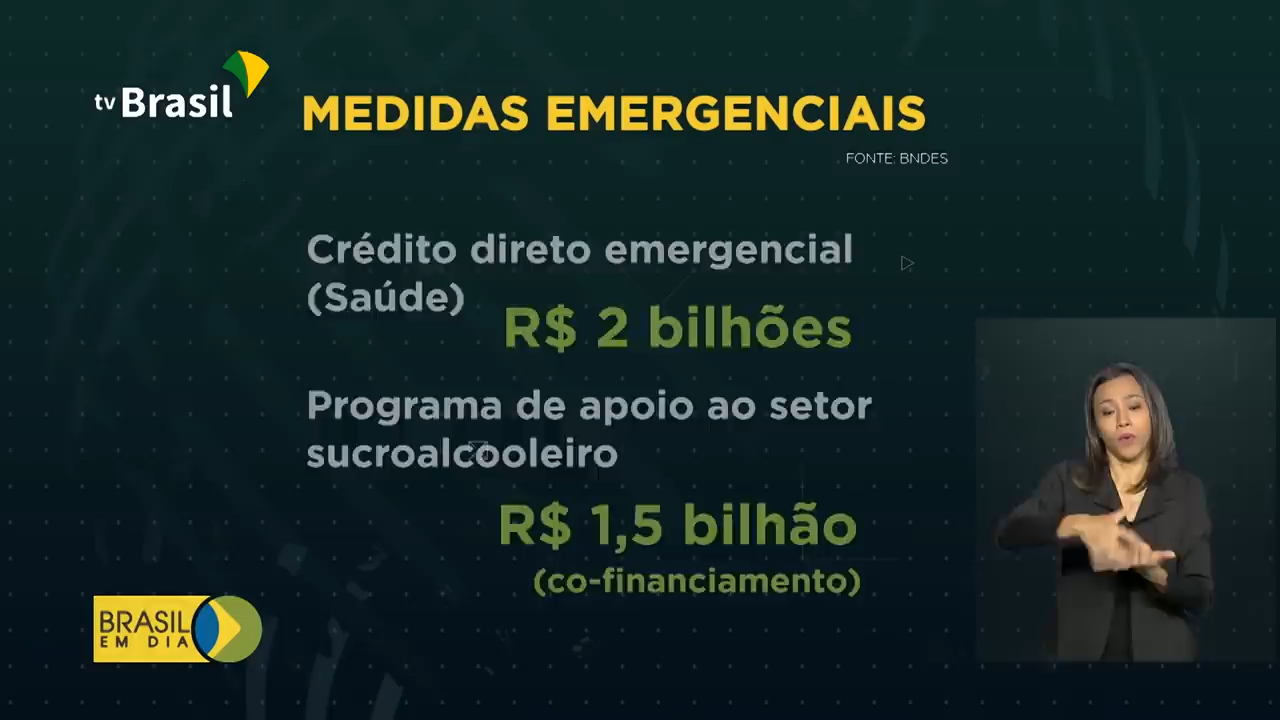 tv Brasil
MEDIDAS EMERGENCIAIS
FONTE: BNDES
Crédito direto emergencial
(Saúde)
R$ 2 bilhões
Programa de apoio ao setor
sucroalcooleiro
R$ 1,5 bilhão
(co-financiamento)
BRASIL
EM DIA